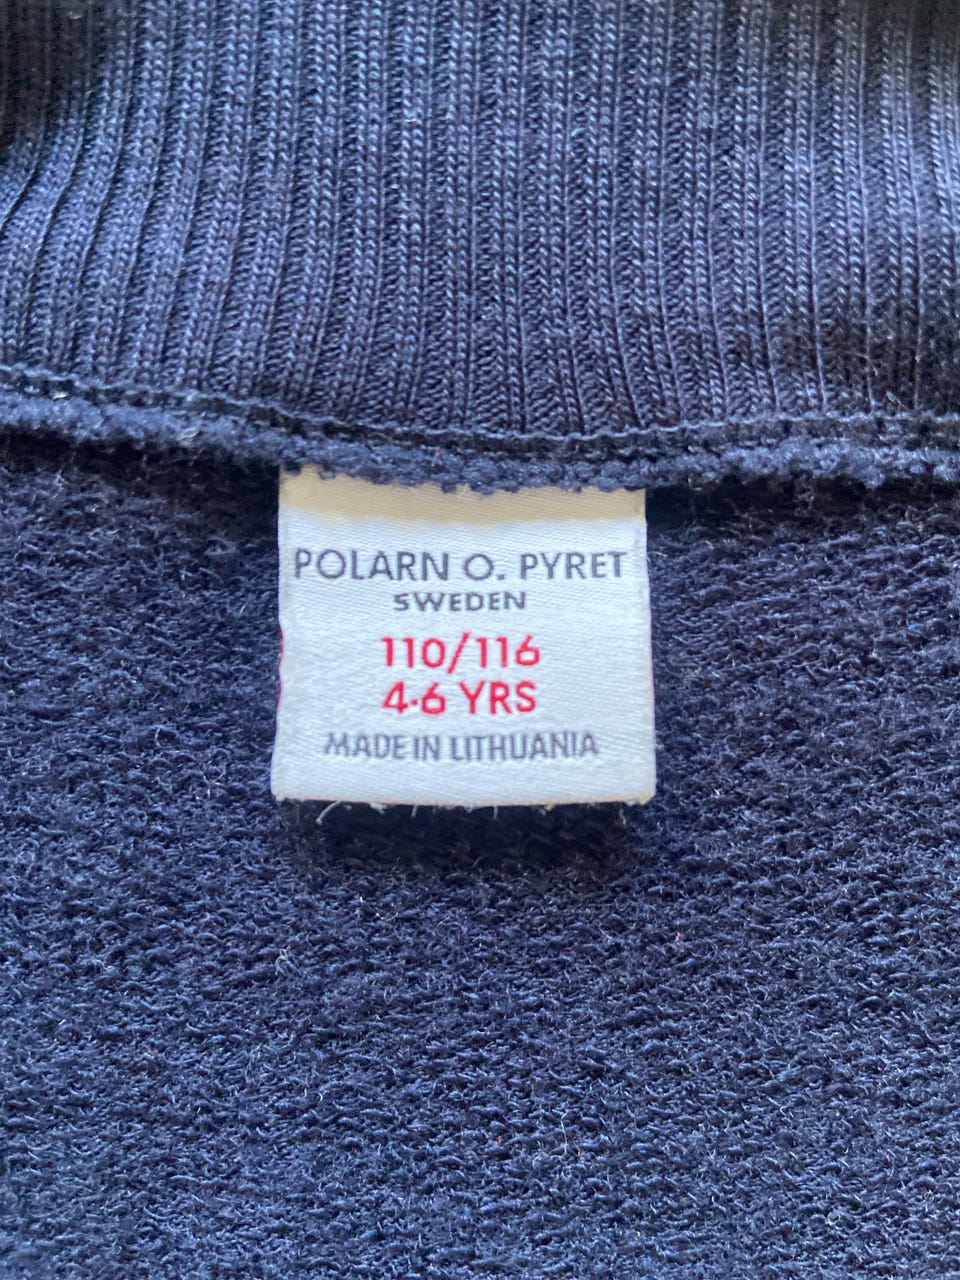 POLARN O. PYRET
SWEDEN
110/116
4-6 YRS
MADE IN LITHUANIA